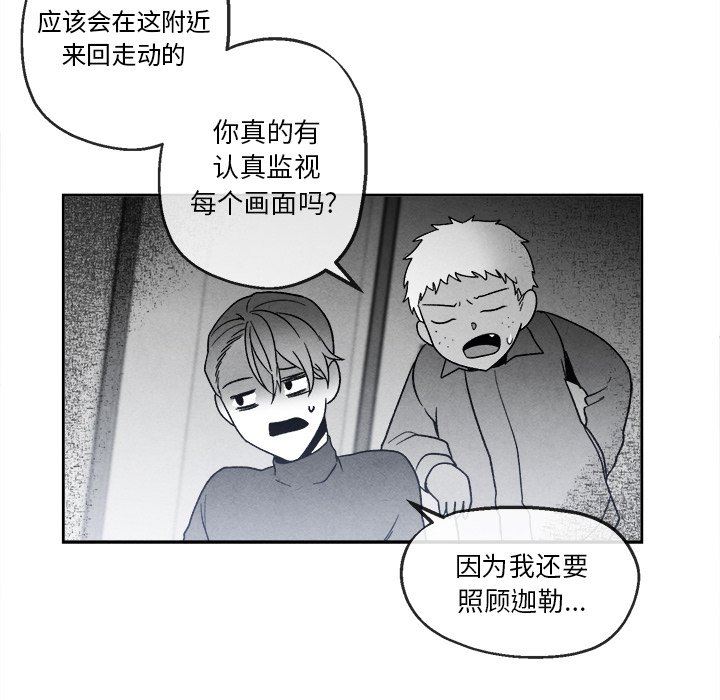 应该会在这附近
来回走动的
你真的有
认真监视
每个画面吗?
因为我还要
照顾迦勒...